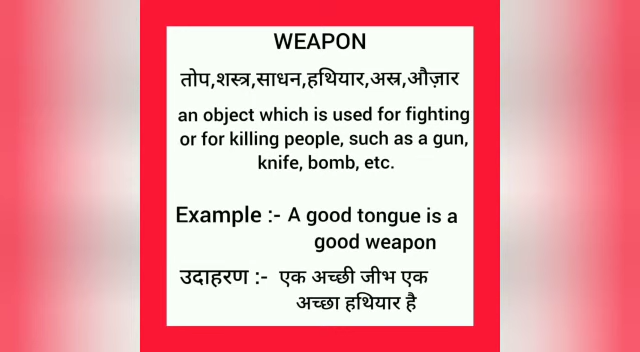 WEAPON
तोप,शस्त्र,साधन,हथियार,अस्र,औज़ार
an object which is used for fighting
or for killing people, such as a gun,
knife, bomb, etc.
Example :- A good tongue is a
good weapon
उदाहरण :- एक अच्छी जीभ एक
अच्छा हथियार है